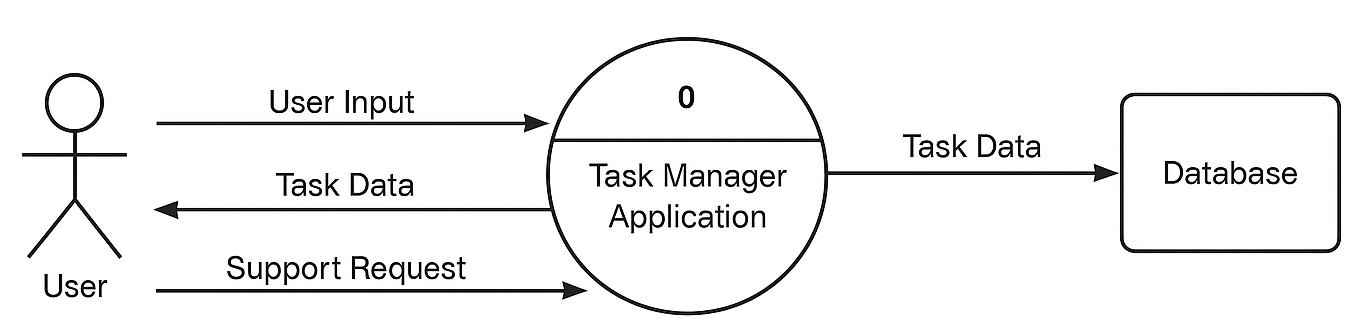 User Input
Task Data
Support Request
User
0
Task Manager
Application
Task Data
Database